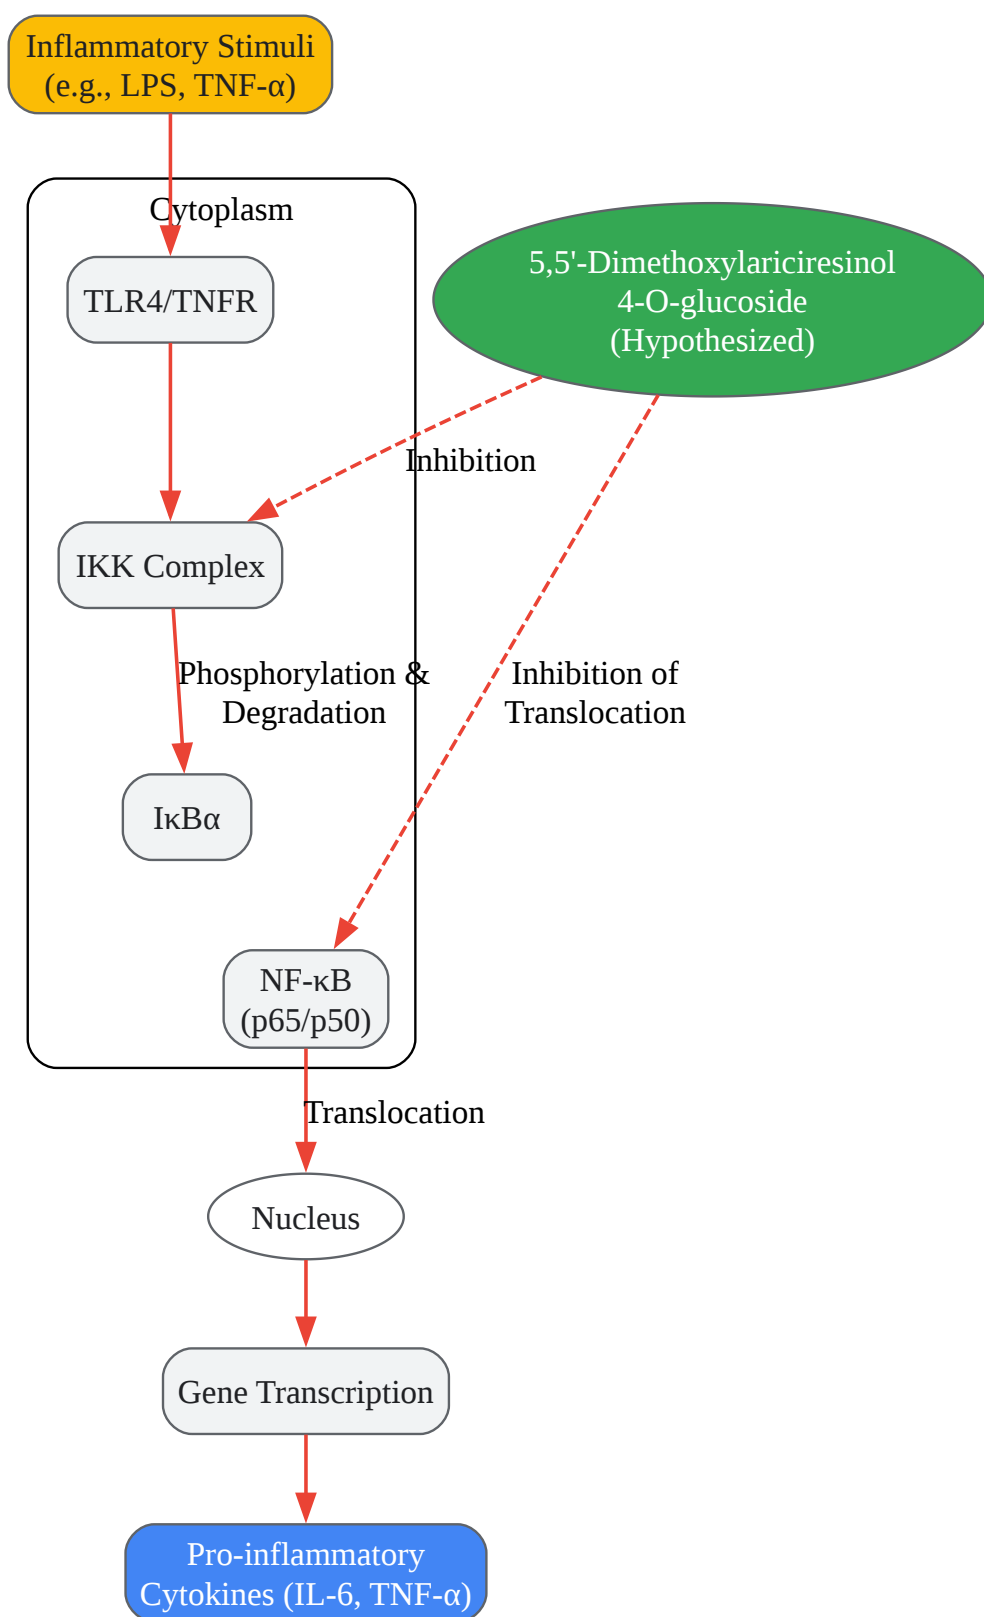 Inflammatory Stimuli
(e.g., LPS, TNF-α)
Cytoplasm
TLR4/TNFR
5,5'-Dimethoxylariciresinol
4-O-glucoside
(Hypothesized)
Inhibition
IKK Complex
Phosphorylation &
Degradation
Inhibition of
Translocation
IκBα
NF-κB
(p65/p50)
Translocation
Nucleus
Gene Transcription
Pro-inflammatory
Cytokines (IL-6, TNF-α)